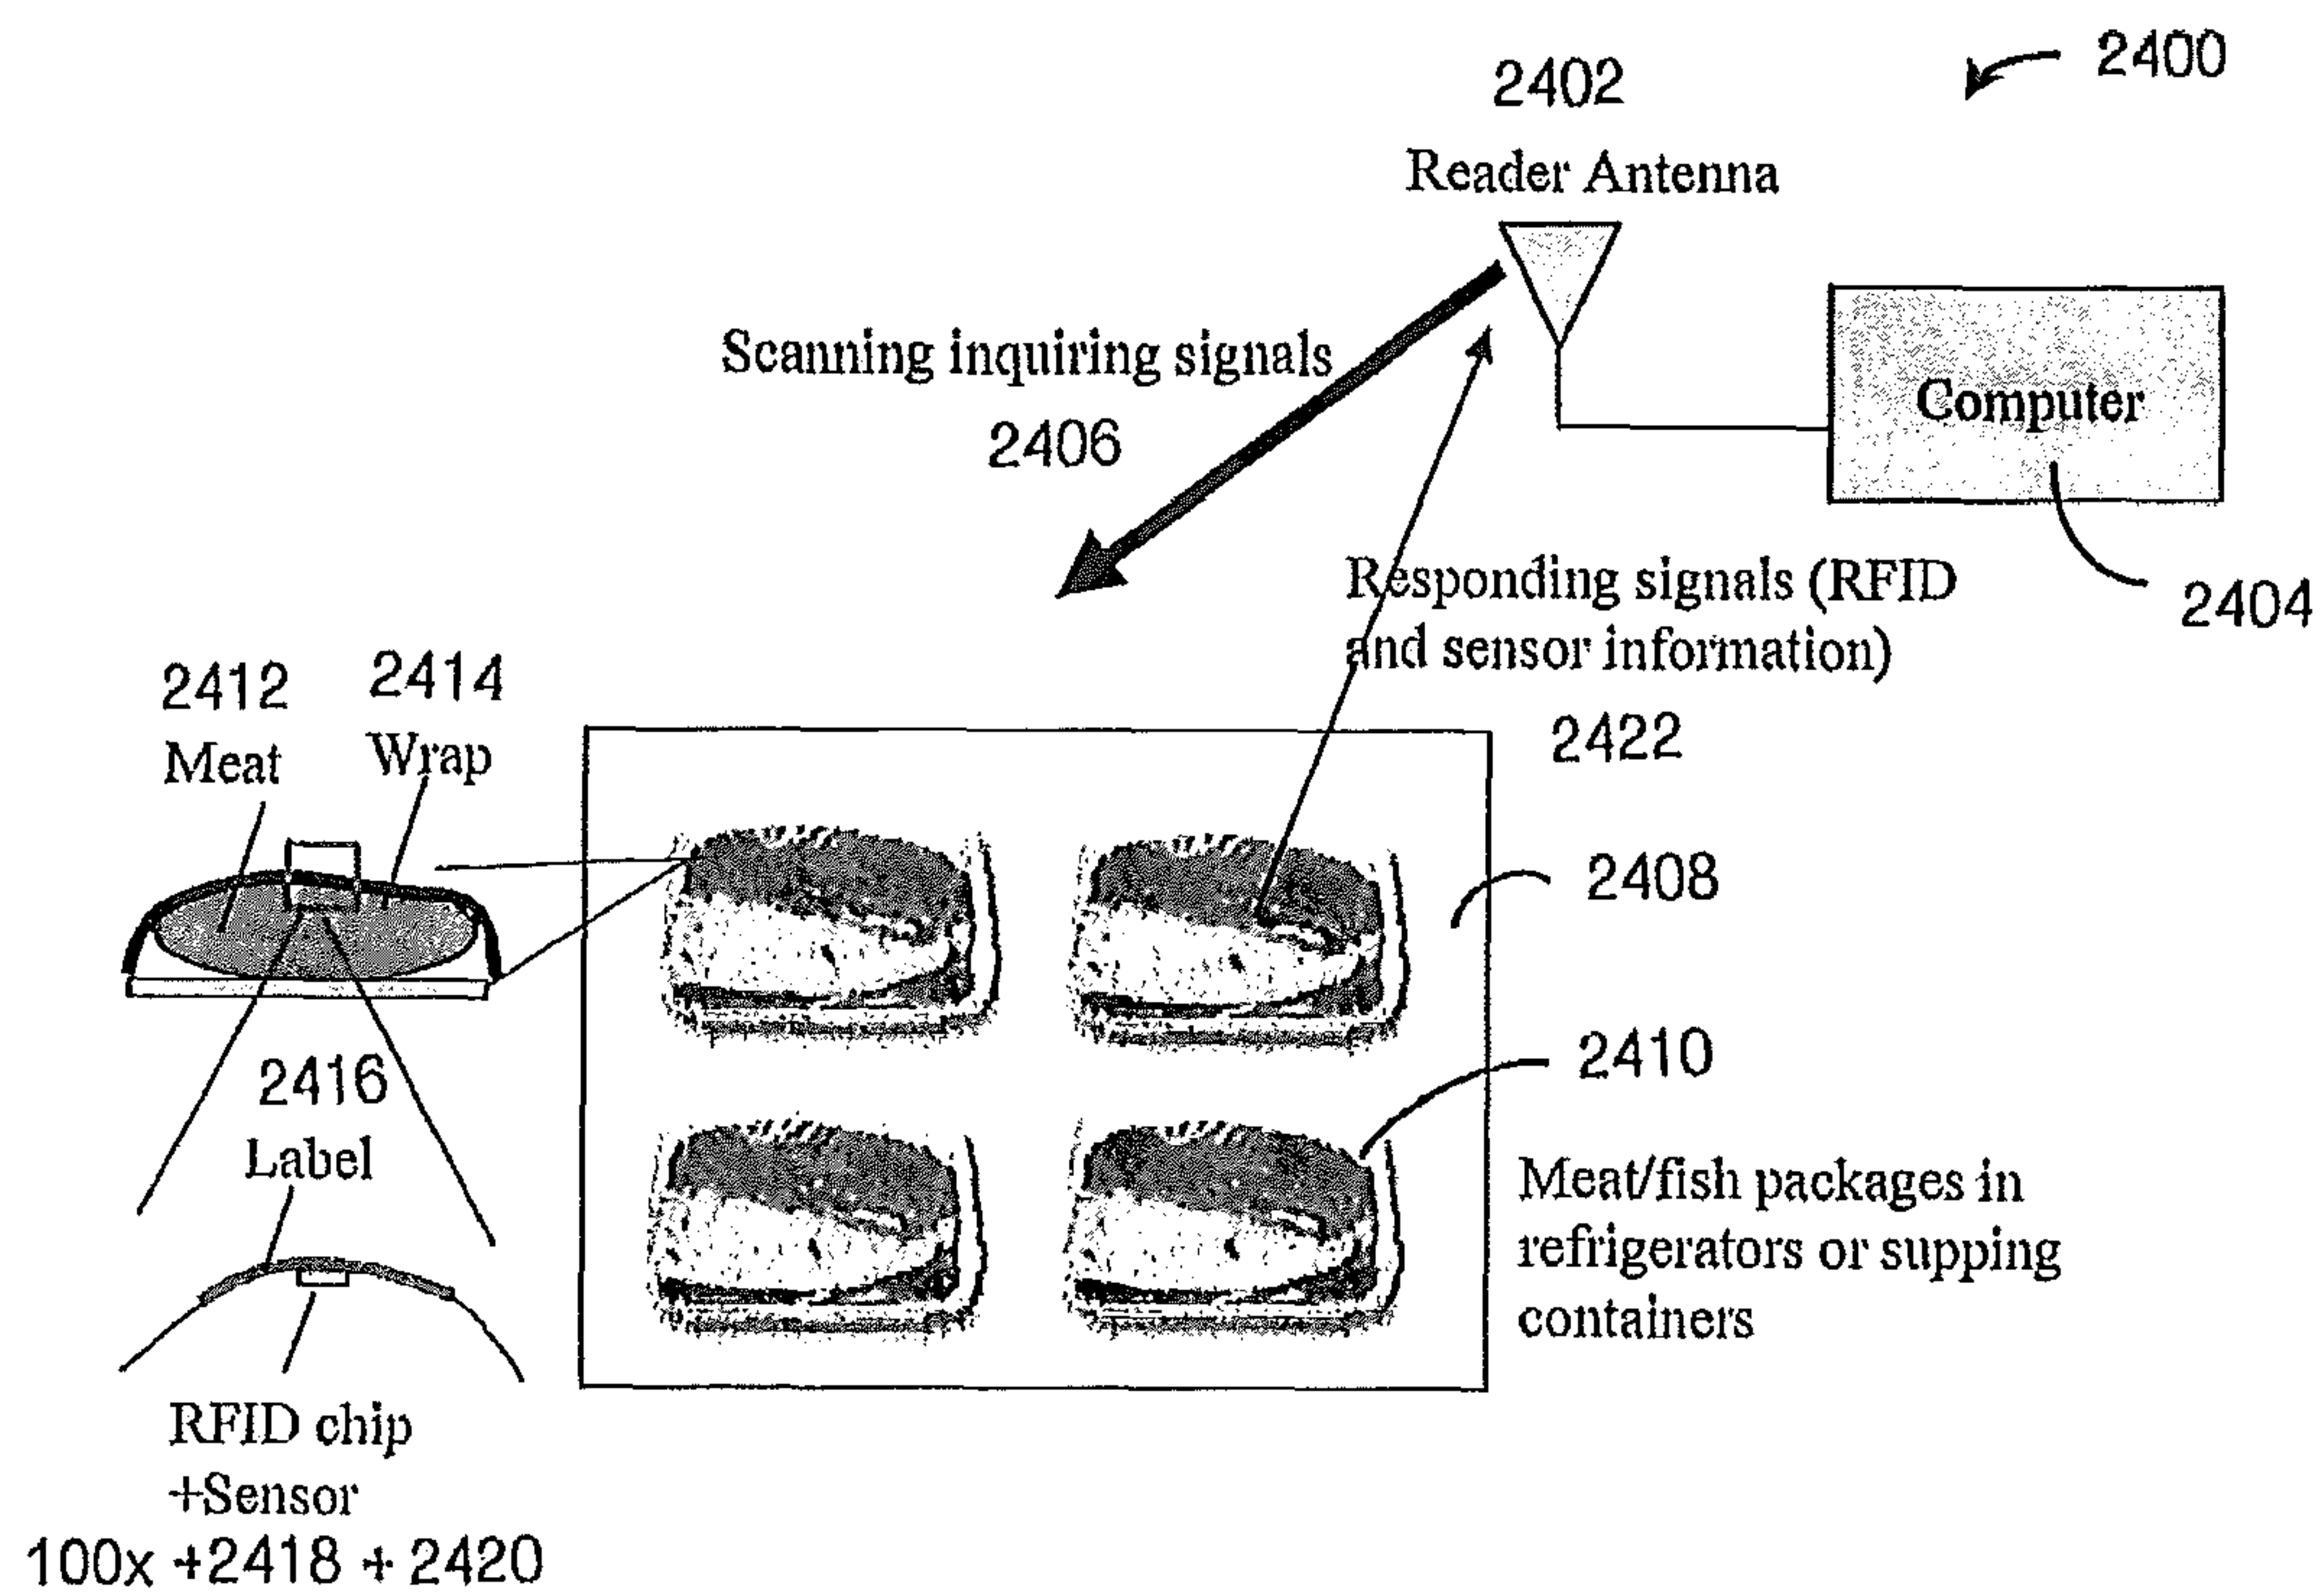 2400
2402
Reader Antenna
Scanning inquiring signals
2406
Computer
2404
Responding signals (RFID
and sensor information)
2422
2412
Meat
2414
Wrap
2408
2416
Label
2410
Meat/fish packages in
refrigerators or supping
containers
RFID chip
+Sensor
100x +2418 + 2420